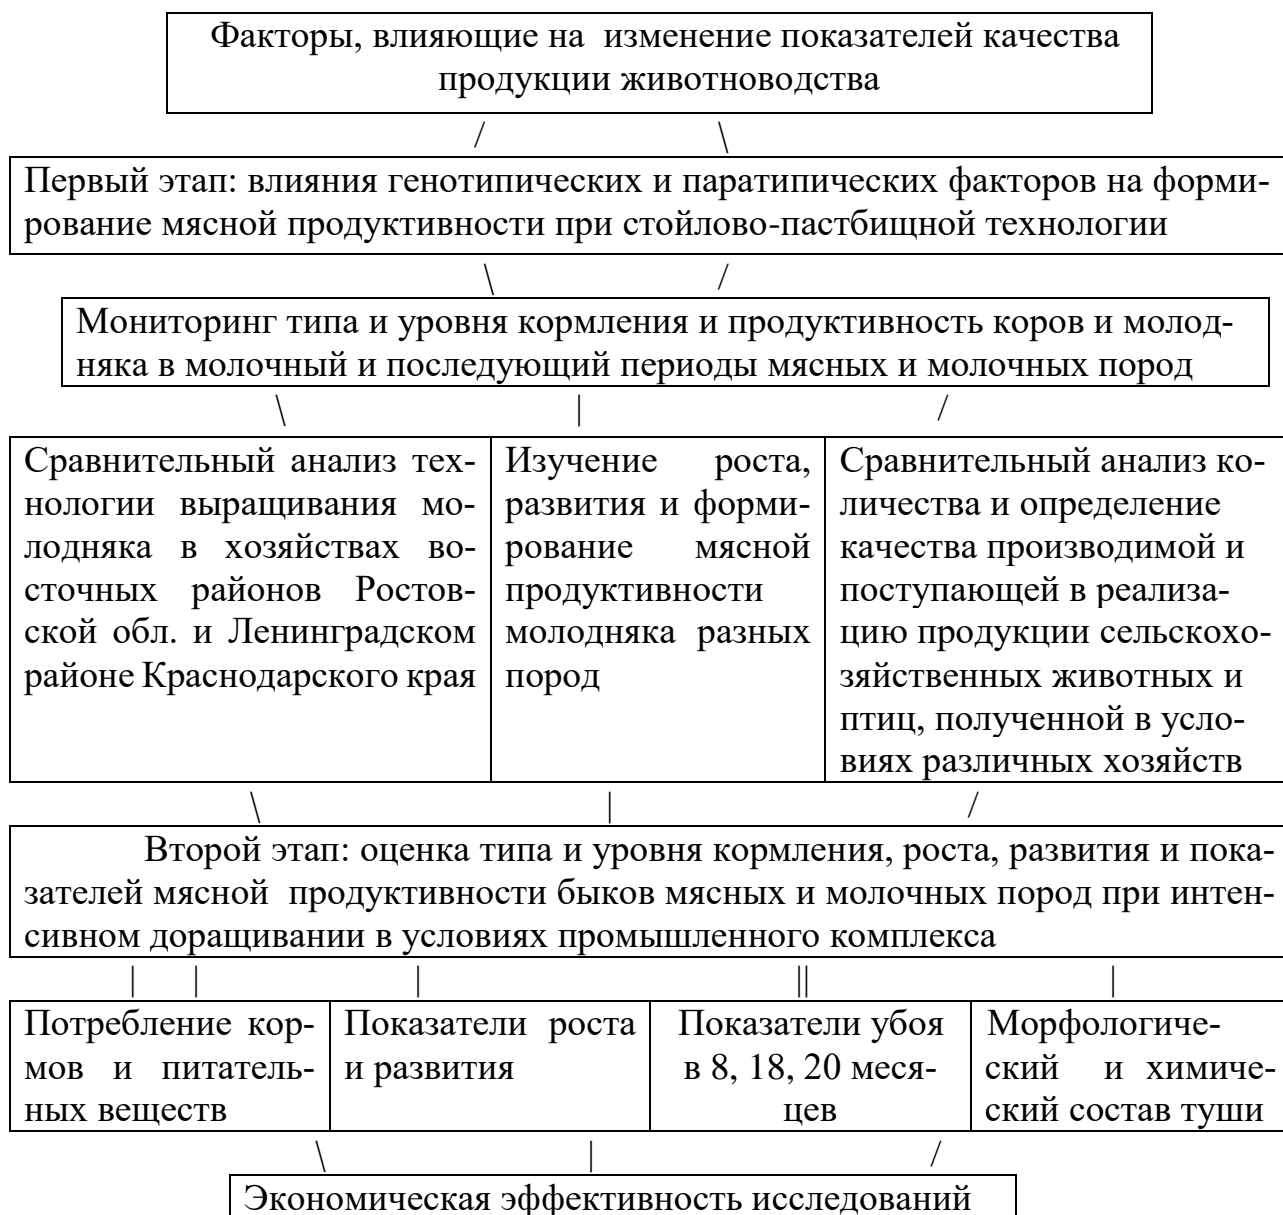 Факторы, влияющие на  изменение показателей качества
продукции животноводства
/ \
Первый этап: влияния генотипических и паратипических факторов на форми-
рование мясной продуктивности при стойлово-пастбищной технологии
\ /
Мониторинг типа и уровня кормления и продуктивность коров и молод-
няка в молочный и последующий периоды мясных и молочных пород
\ | /
Сравнительный анализ тех-
нологии выращивания мо-
лодняка в хозяйствах во-
сточных районов Ростов-
ской обл. и Ленинградском
районе Краснодарского края
Изучение роста,
развития и форми-
рование мясной
продуктивности
молодняка разных
пород
Сравнительный анализ ко-
личества и определение
качества производимой и
поступающей в реализа-
цию продукции сельскохо-
зяйственных животных и
птиц, полученной в усло-
виях различных хозяйств
\ | /
Второй этап: оценка типа и уровня кормления, роста, развития и пока-
зателей мясной  продуктивности быков мясных и молочных пород при интен-
сивном доращивании в условиях промышленного комплекса
| | | || |
Потребление кор-
мов и питатель-
ных веществ
Показатели роста
и развития
Показатели убоя
в 8, 18, 20 меся-
цев
Морфологиче-
ский и химиче-
ский состав туши
\ | /
Экономическая эффективность исследований